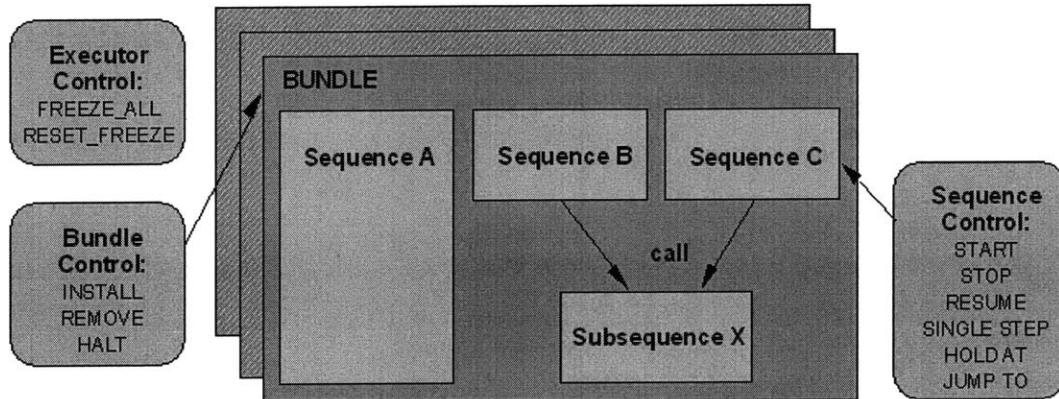 Executor
Control:
FREEZE_ALL
RESET_FREEZE
Bundle
Control:
INSTALL
REMOVE
HALT
BUNDLE
Sequence A
Sequence B
Sequence C
call
Subsequence X
Sequence
Control:
START
STOP
RESUME
SINGLE STEP
HOLD AT
JUMP TO